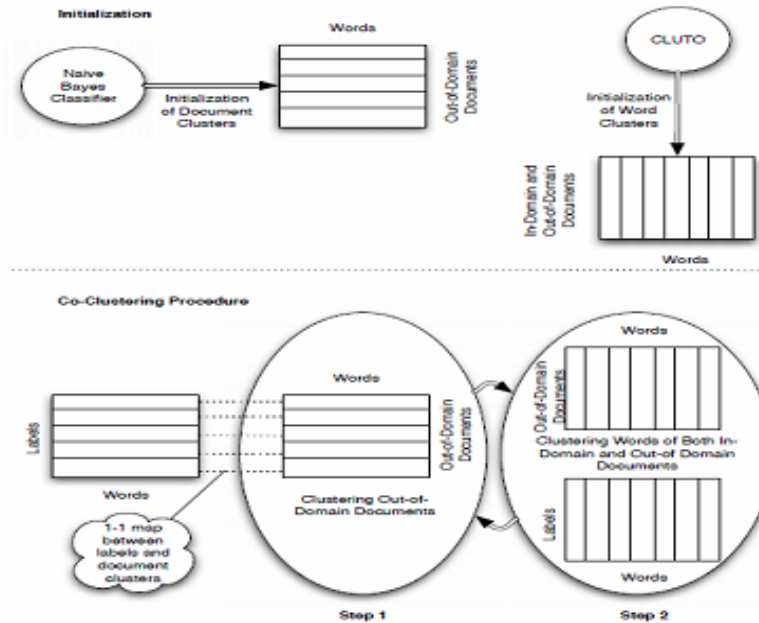 Initialization
Words
Naive
Bayes
Classifier
Initialization
of Document
Clusters
Out-of-Domain
Documents
CLUTO
Initialization
of Word
Clusters
In-Domain and
Out-of-Domain
Documents
Words
Co-Clustering Procedure
Labels
Words
1-1 map
between
labels and
document
clusters
Words
Out-of-Domain
Documents
Clustering Out-of-
Domain Documents
Step 1
Words
Out-of-Domain
Documents
Clustering Words of Both In-
Domain and Out-of Domain
Documents
Labels
Words
Step 2